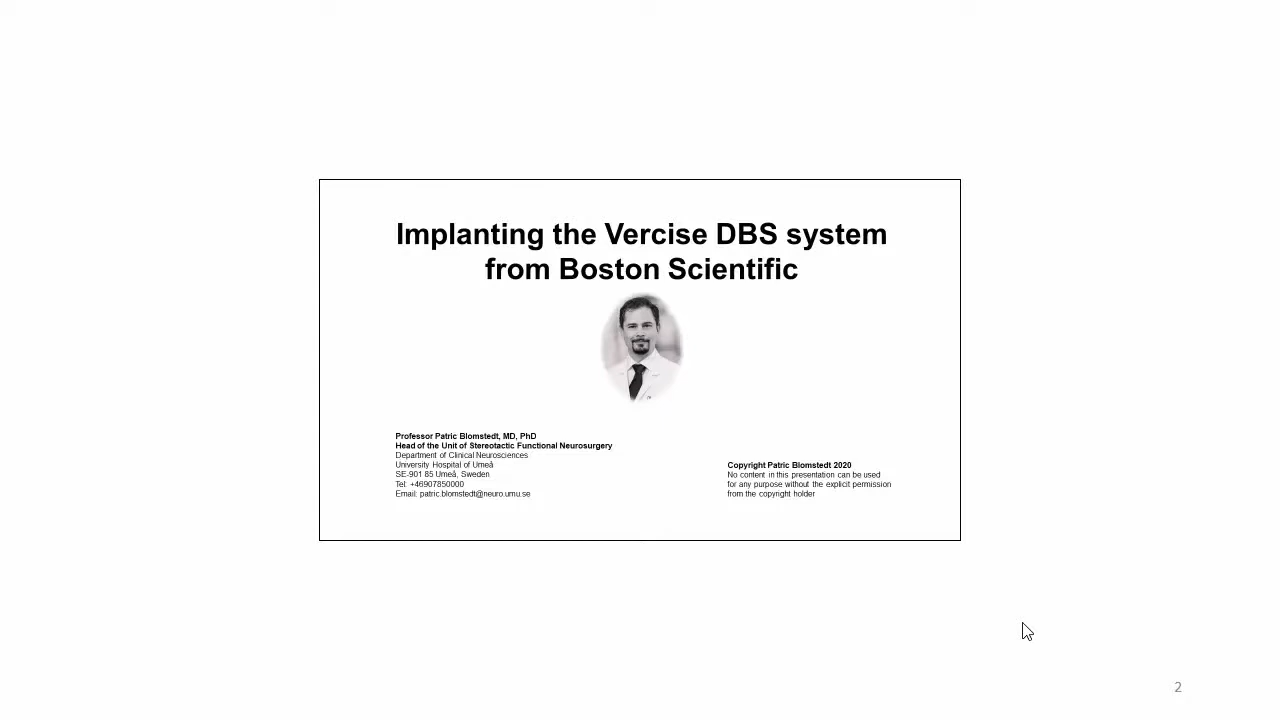 Implanting the Vercise DBS system
from Boston Scientific
Professor Patric Blomstedt, MD, PhD
Head of the Unit of Stereotactic Functional Neurosurgery
Department of Clinical Neurosciences
University Hospital of Umeå
SE-901 85 Umeå, Sweden
Tel: +46907850000
Email: patric.blomstedt@neuro.umu.se
Copyright Patric Blomstedt 2020
No content in this presentation can be used
for any purpose without the explicit permission
from the copyright holder
2